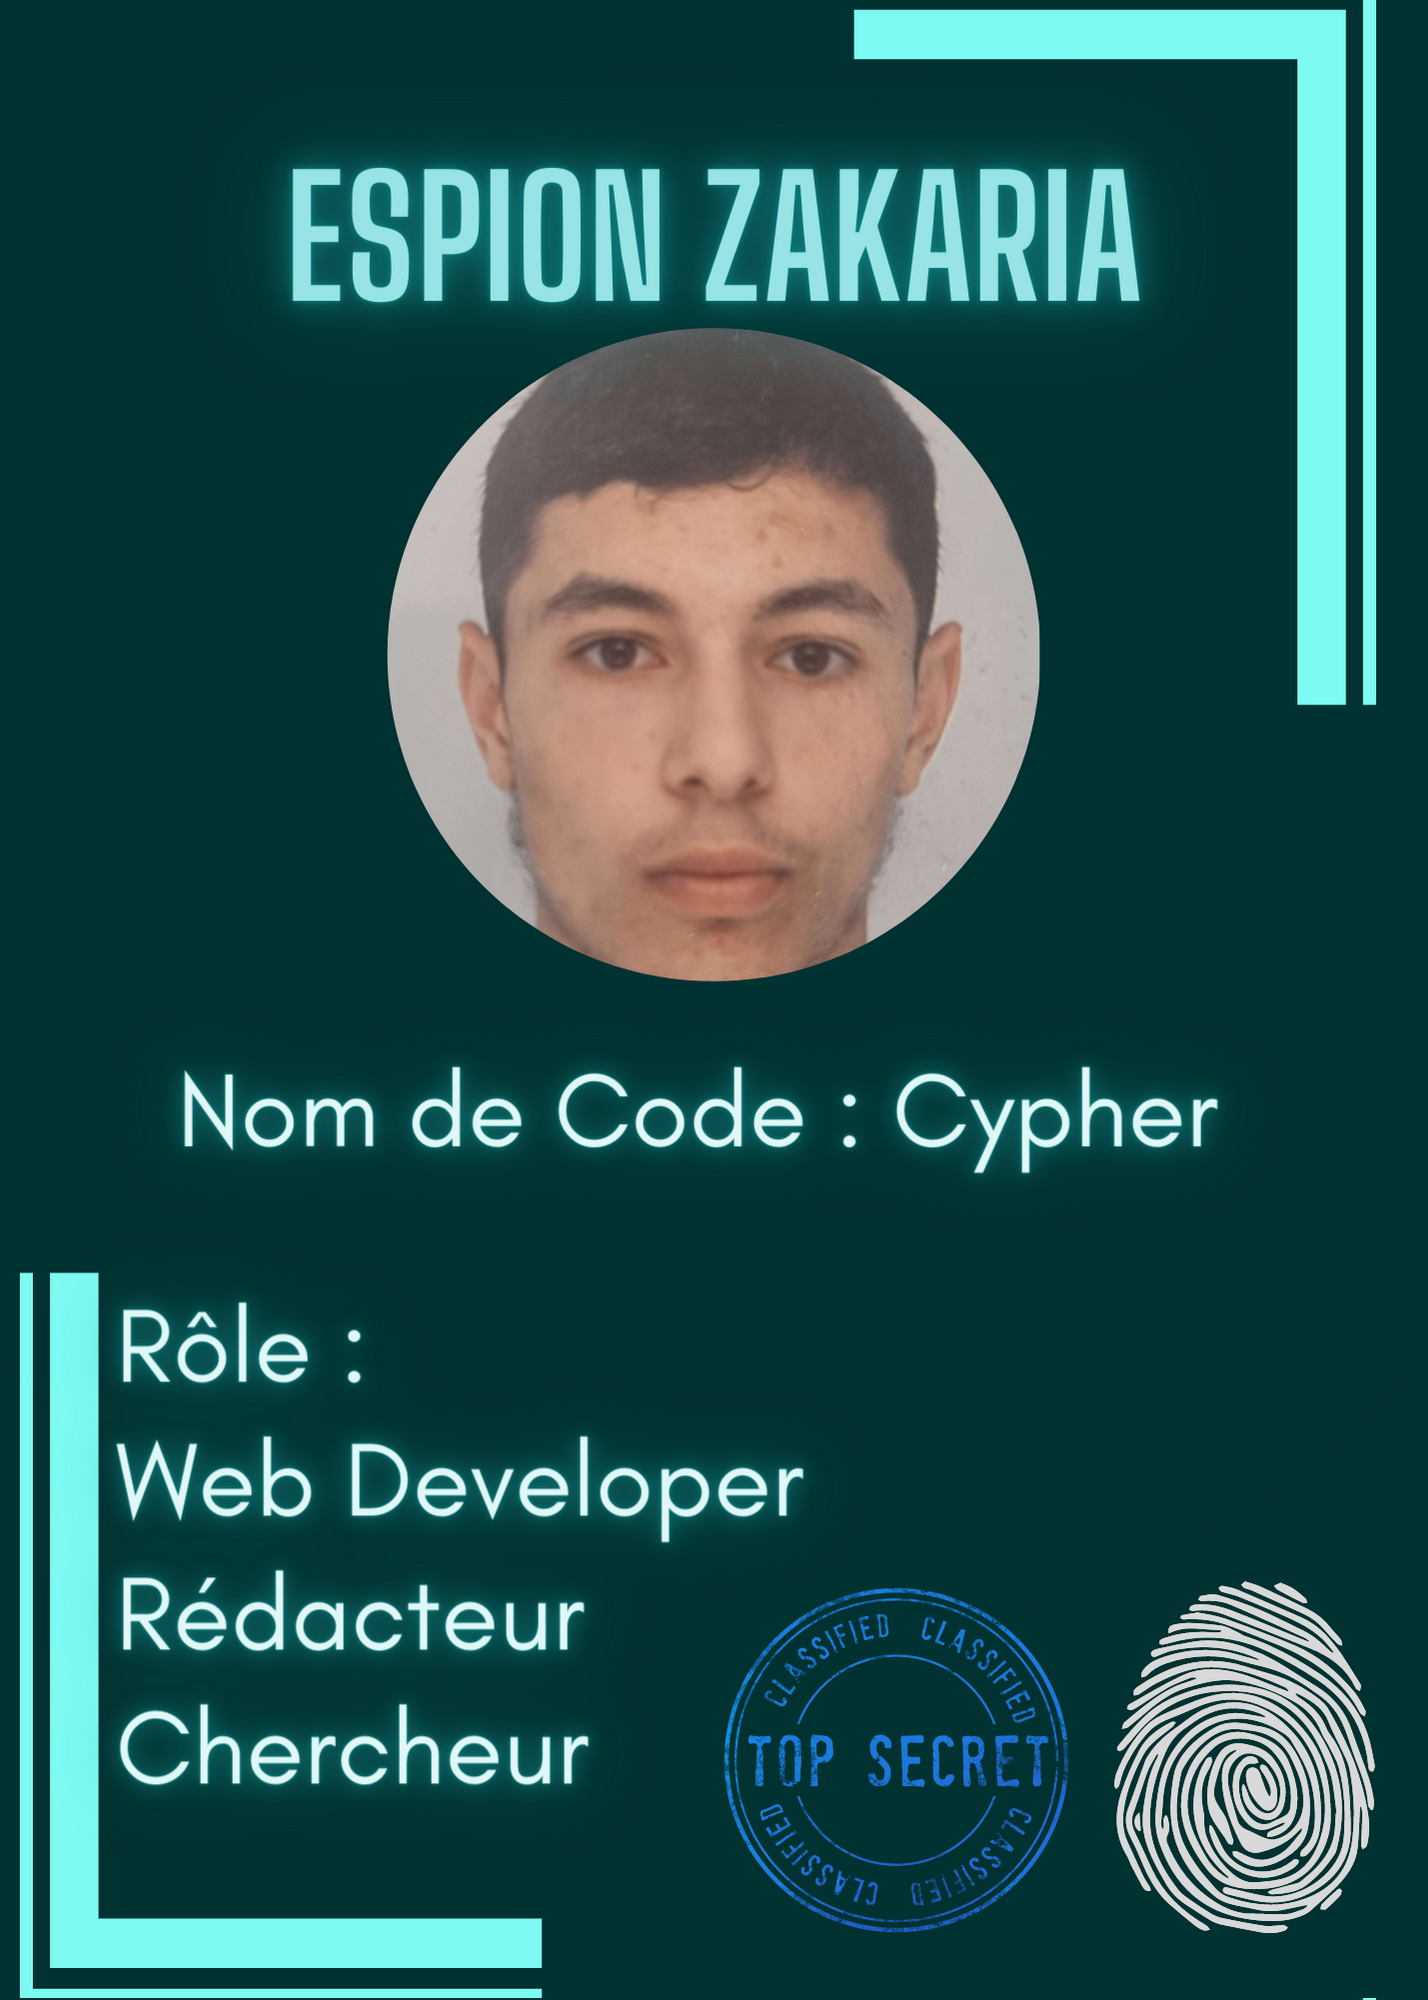 ESPION ZAKARIA
Nom de Code : Cypher
Rôle :
Web Developer
Rédacteur
Chercheur
CLASSIFIED CLASSIFIED
TOP SECRET
CLASSIFIED CLASSIFIED